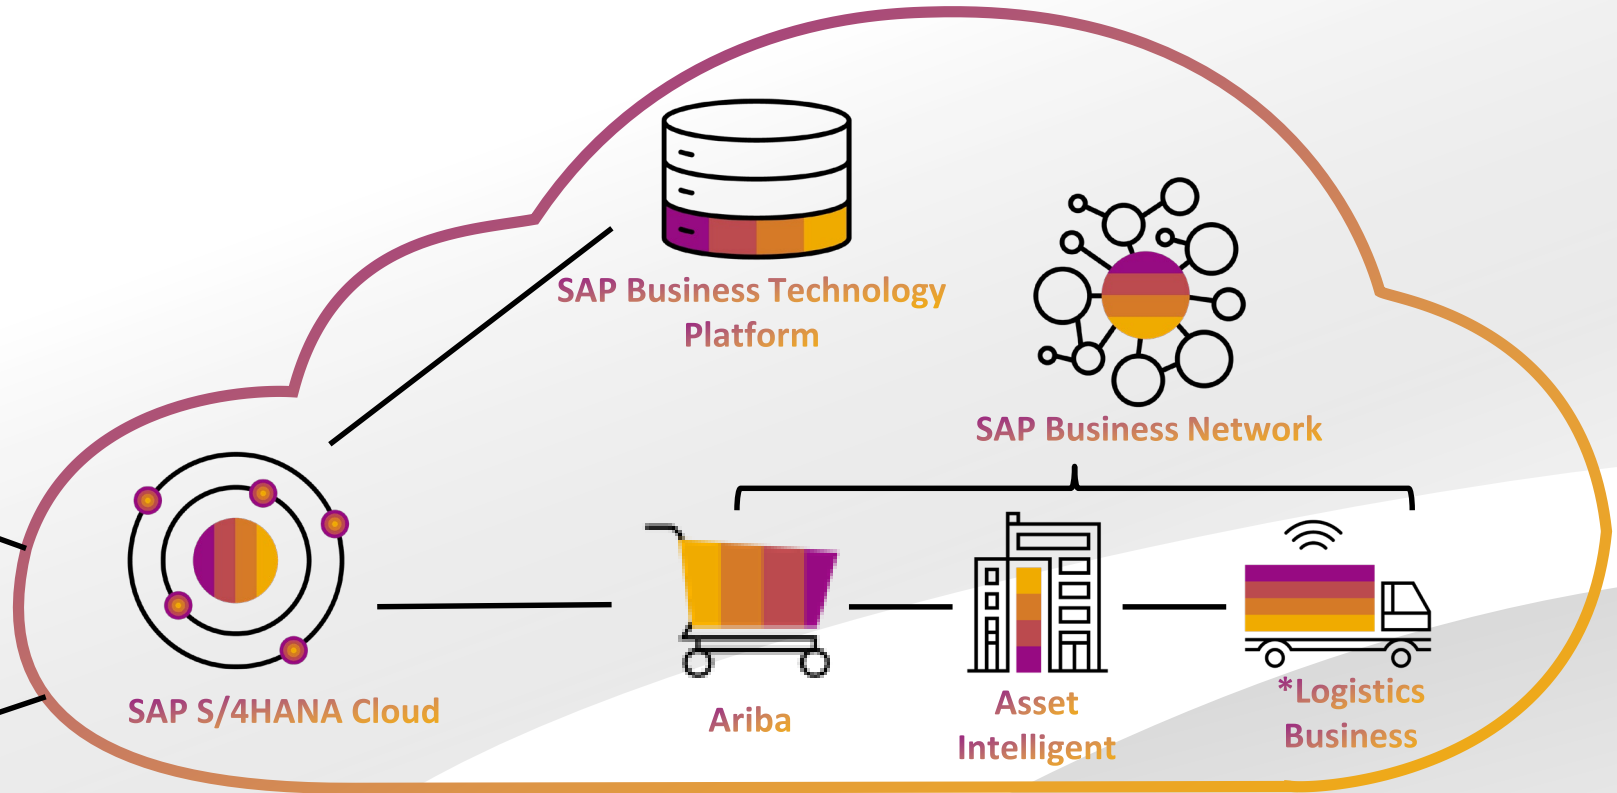 SAP Business Technology
Platform
SAP Business Network
SAP S/4HANA Cloud
Ariba
Asset
Intelligent
*Logistics
Business